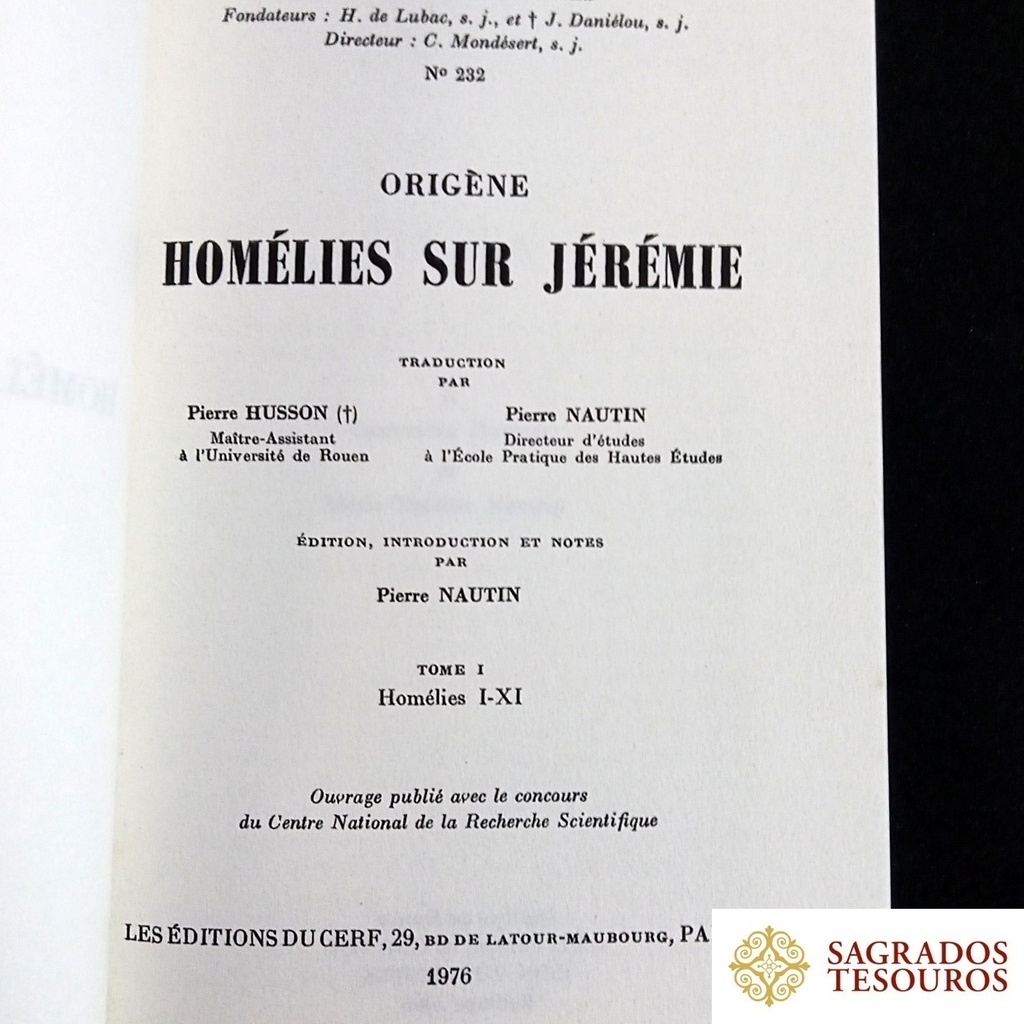 Fondateurs : H. de Lubac, s. j., et † J. Daniélou, s. j.
Directeur : C. Mondésert, s. j.
Nº 232
ORIGÈNE
HOMÉLIES SUR JÉRÉMIE
TRADUCTION
PAR
Pierre HUSSON (†)
Maître-Assistant
à l'Université de Rouen
Pierre NAUTIN
Directeur d'études
à l'École Pratique des Hautes Études
ÉDITION, INTRODUCTION ET NOTES
PAR
Pierre NAUTIN
TOME I
Homélies I-XI
Ouvrage publié avec le concours
du Centre National de la Recherche Scientifique
LES ÉDITIONS DU CERF, 29, BD DE LATOUR-MAUBOURG, PA
1976
SAGRADOS
TESOUROS